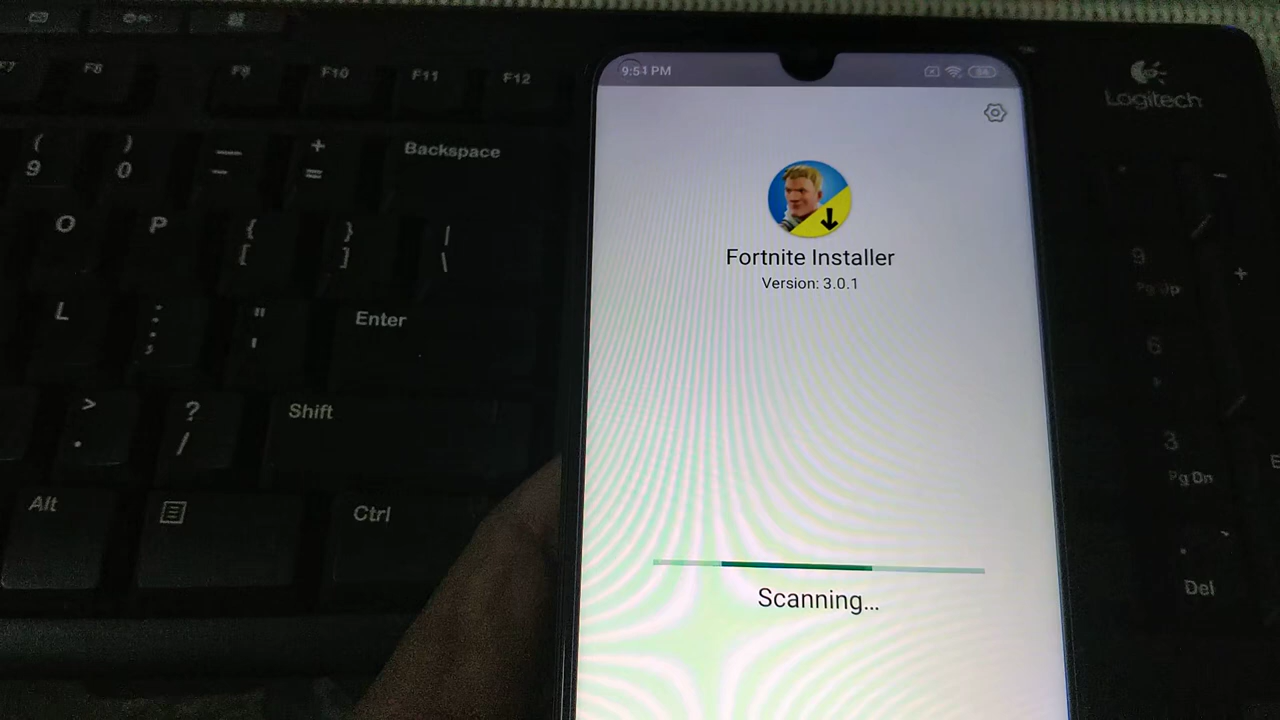 F8
F9
F10
F11
F12
(
9
)
0
+
=
Backspace
O
P
{
[
}
]
|
\
L
:
;
"
'
Enter
>
.
?
/
Shift
Alt
Ctrl
9:51 PM
Fortnite Installer
Version: 3.0.1
Scanning...
Logitech
9
Pg Up
+
6
3
Pg Dn
.
Del